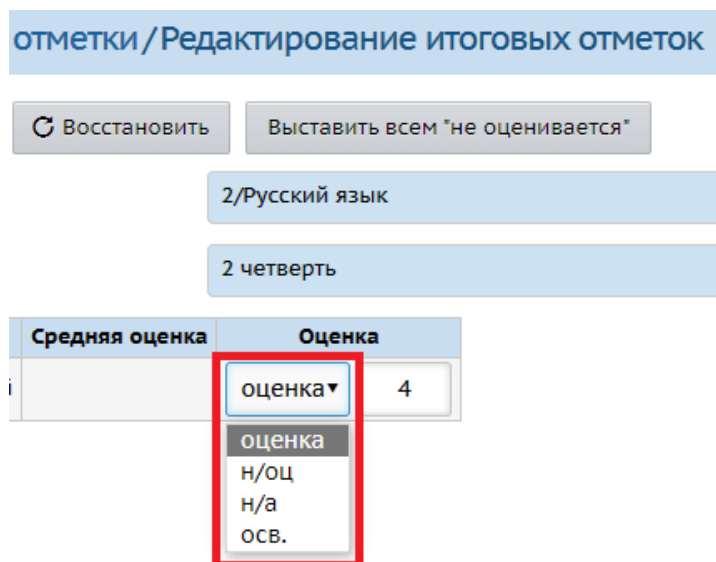 отметки/Редактирование итоговых отметок
Восстановить Выставить всем "не оценивается"
2/Русский язык
2 четверть
Средняя оценка Оценка
й оценка 4
оценка
н/оц
н/а
осв.